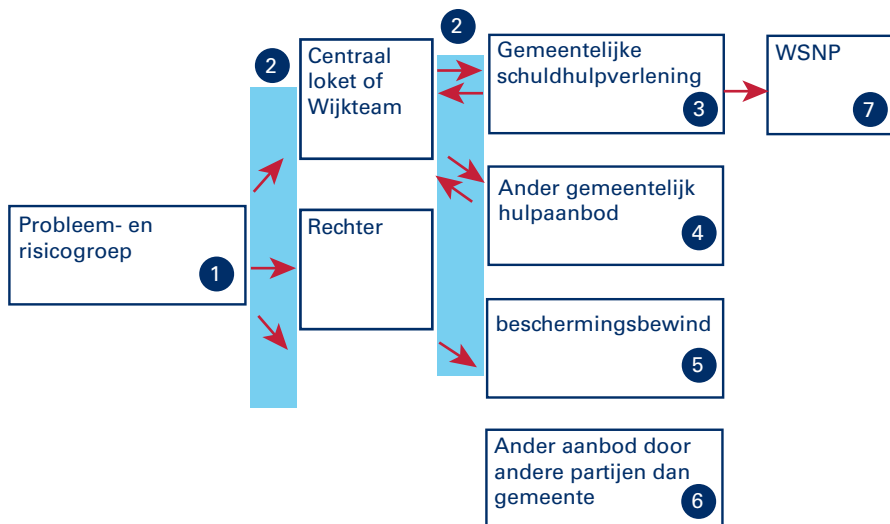 Probleem- en
risicogroep
1
2
Centraal
loket of
Wijkteam
Rechter
2
Gemeentelijke
schuldhulpverlening
3
Ander gemeentelijk
hulpaanbod
4
beschermingsbewind
5
Ander aanbod door
andere partijen dan
gemeente
6
WSNP
7